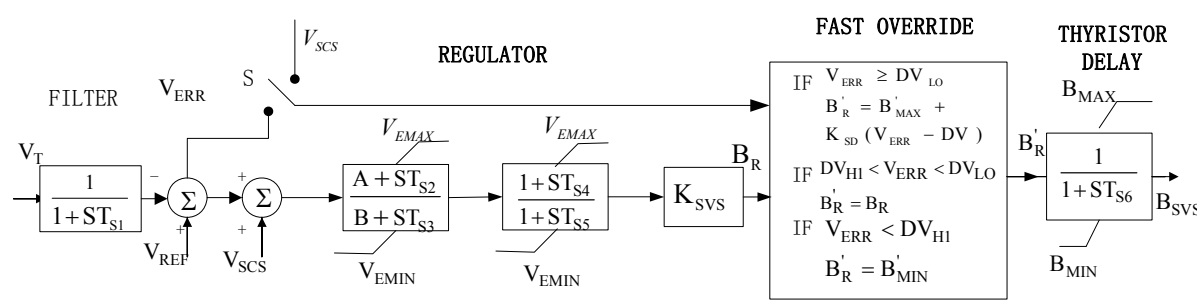 FAST OVERRIDE
THYRISTOR
DELAY
V_SCS
REGULATOR
S
V_ERR
FILTER
V_T
1
1+ST_S1
−
Σ
+
V_REF
+
Σ
+
V_SCS
V_EMAX
A+ST_S2
B+ST_S3
V_EMIN
V_EMAX
1+ST_S4
1+ST_S5
V_EMIN
K_SVS
B_R
IF V_ERR ≥ DV_LO
B'_R = B'_MAX +
K_SD (V_ERR − DV)
IF DV_HI < V_ERR < DV_LO
B'_R = B_R
IF V_ERR < DV_HI
B'_R = B'_MIN
B'_R
B_MAX
1
1+ST_S6
B_SVS
B_MIN